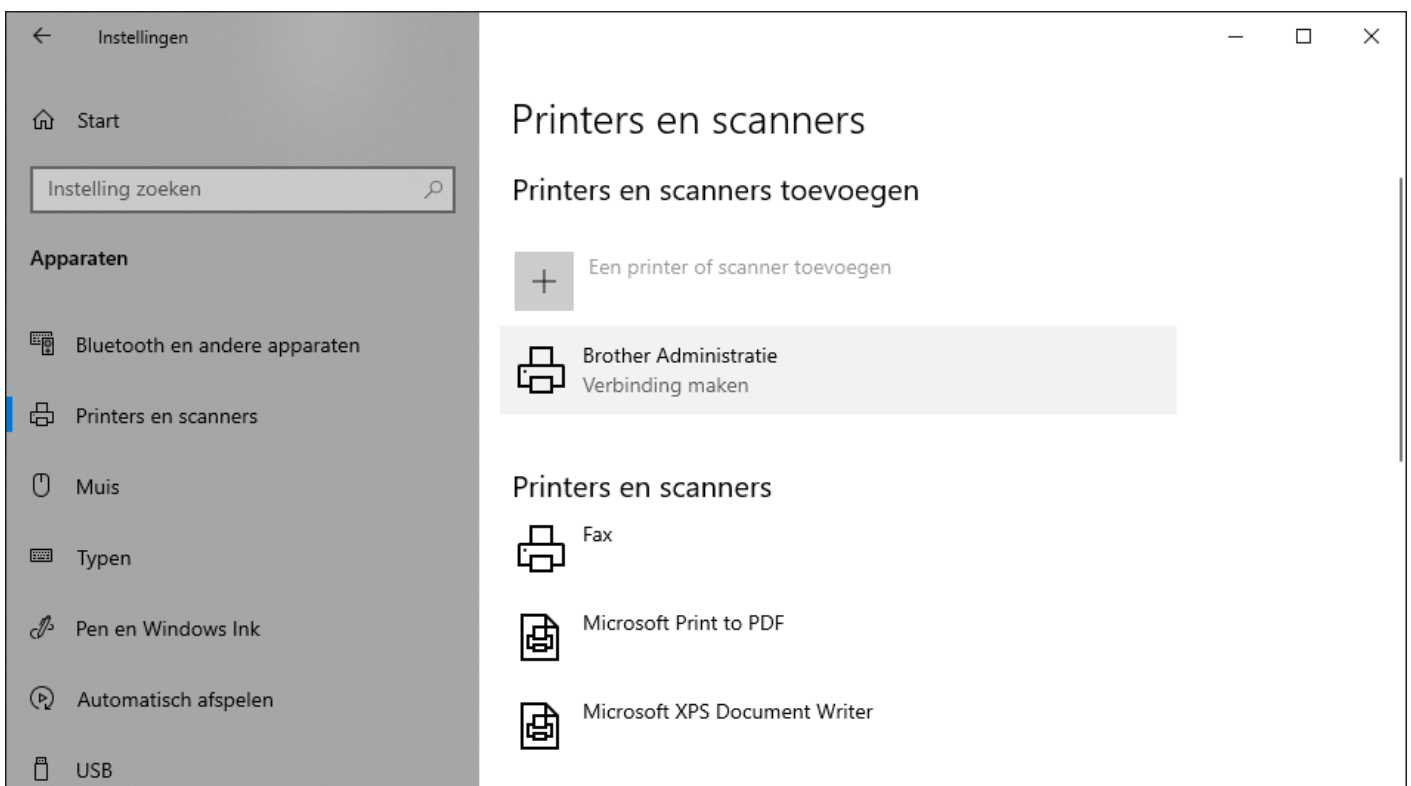 Instellingen
Start
Instelling zoeken
Apparaten
Bluetooth en andere apparaten
Printers en scanners
Muis
Typen
Pen en Windows Ink
Automatisch afspelen
USB
Printers en scanners
Printers en scanners toevoegen
Een printer of scanner toevoegen
Brother Administratie
Verbinding maken
Printers en scanners
Fax
Microsoft Print to PDF
Microsoft XPS Document Writer